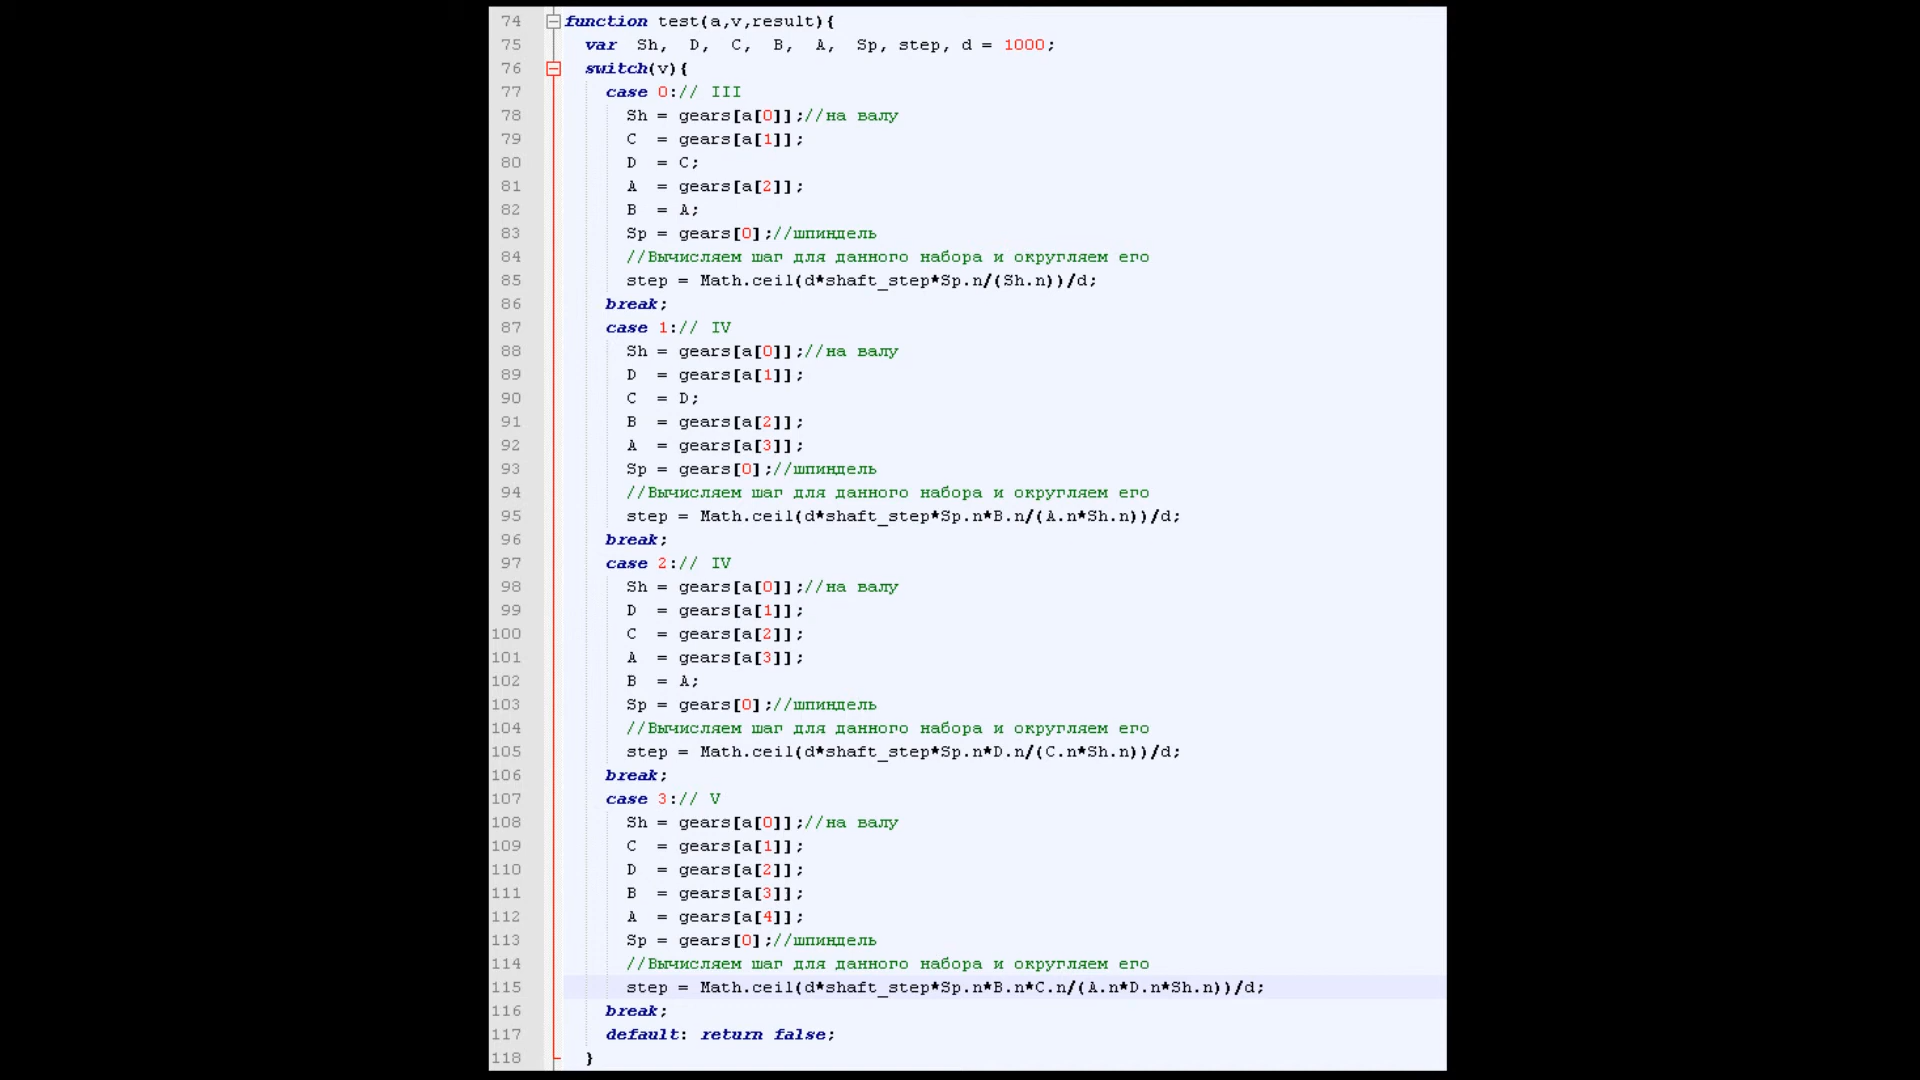 74 function test(a,v,result){
75 var Sh, D, C, B, A, Sp, step, d = 1000;
76 switch(v){
77 case 0:// III
78 Sh = gears[a[0]];//на валу
79 C = gears[a[1]];
80 D = C;
81 A = gears[a[2]];
82 B = A;
83 Sp = gears[0];//шпиндель
84 //Вычисляем шаг для данного набора и округляем его
85 step = Math.ceil(d*shaft_step*Sp.n/(Sh.n))/d;
86 break;
87 case 1:// IV
88 Sh = gears[a[0]];//на валу
89 D = gears[a[1]];
90 C = D;
91 B = gears[a[2]];
92 A = gears[a[3]];
93 Sp = gears[0];//шпиндель
94 //Вычисляем шаг для данного набора и округляем его
95 step = Math.ceil(d*shaft_step*Sp.n*B.n/(A.n*Sh.n))/d;
96 break;
97 case 2:// IV
98 Sh = gears[a[0]];//на валу
99 D = gears[a[1]];
100 C = gears[a[2]];
101 A = gears[a[3]];
102 B = A;
103 Sp = gears[0];//шпиндель
104 //Вычисляем шаг для данного набора и округляем его
105 step = Math.ceil(d*shaft_step*Sp.n*D.n/(C.n*Sh.n))/d;
106 break;
107 case 3:// V
108 Sh = gears[a[0]];//на валу
109 C = gears[a[1]];
110 D = gears[a[2]];
111 B = gears[a[3]];
112 A = gears[a[4]];
113 Sp = gears[0];//шпиндель
114 //Вычисляем шаг для данного набора и округляем его
115 step = Math.ceil(d*shaft_step*Sp.n*B.n*C.n/(A.n*D.n*Sh.n))/d;
116 break;
117 default: return false;
118 }